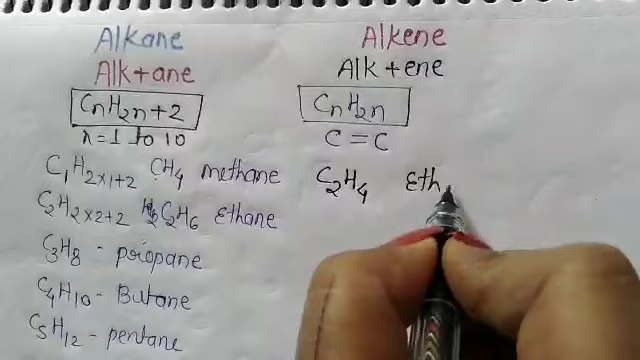 Alkane
Alk+ane
CnH2n+2
n=1 to 10
C1H2x1+2 CH4 methane
C2H2x2+2 C2H6 Ethane
C3H8 - propane
C4H10 - Butane
C5H12 - pentane
Alkene
Alk+ene
CnH2n
C=C
C2H4 Eth